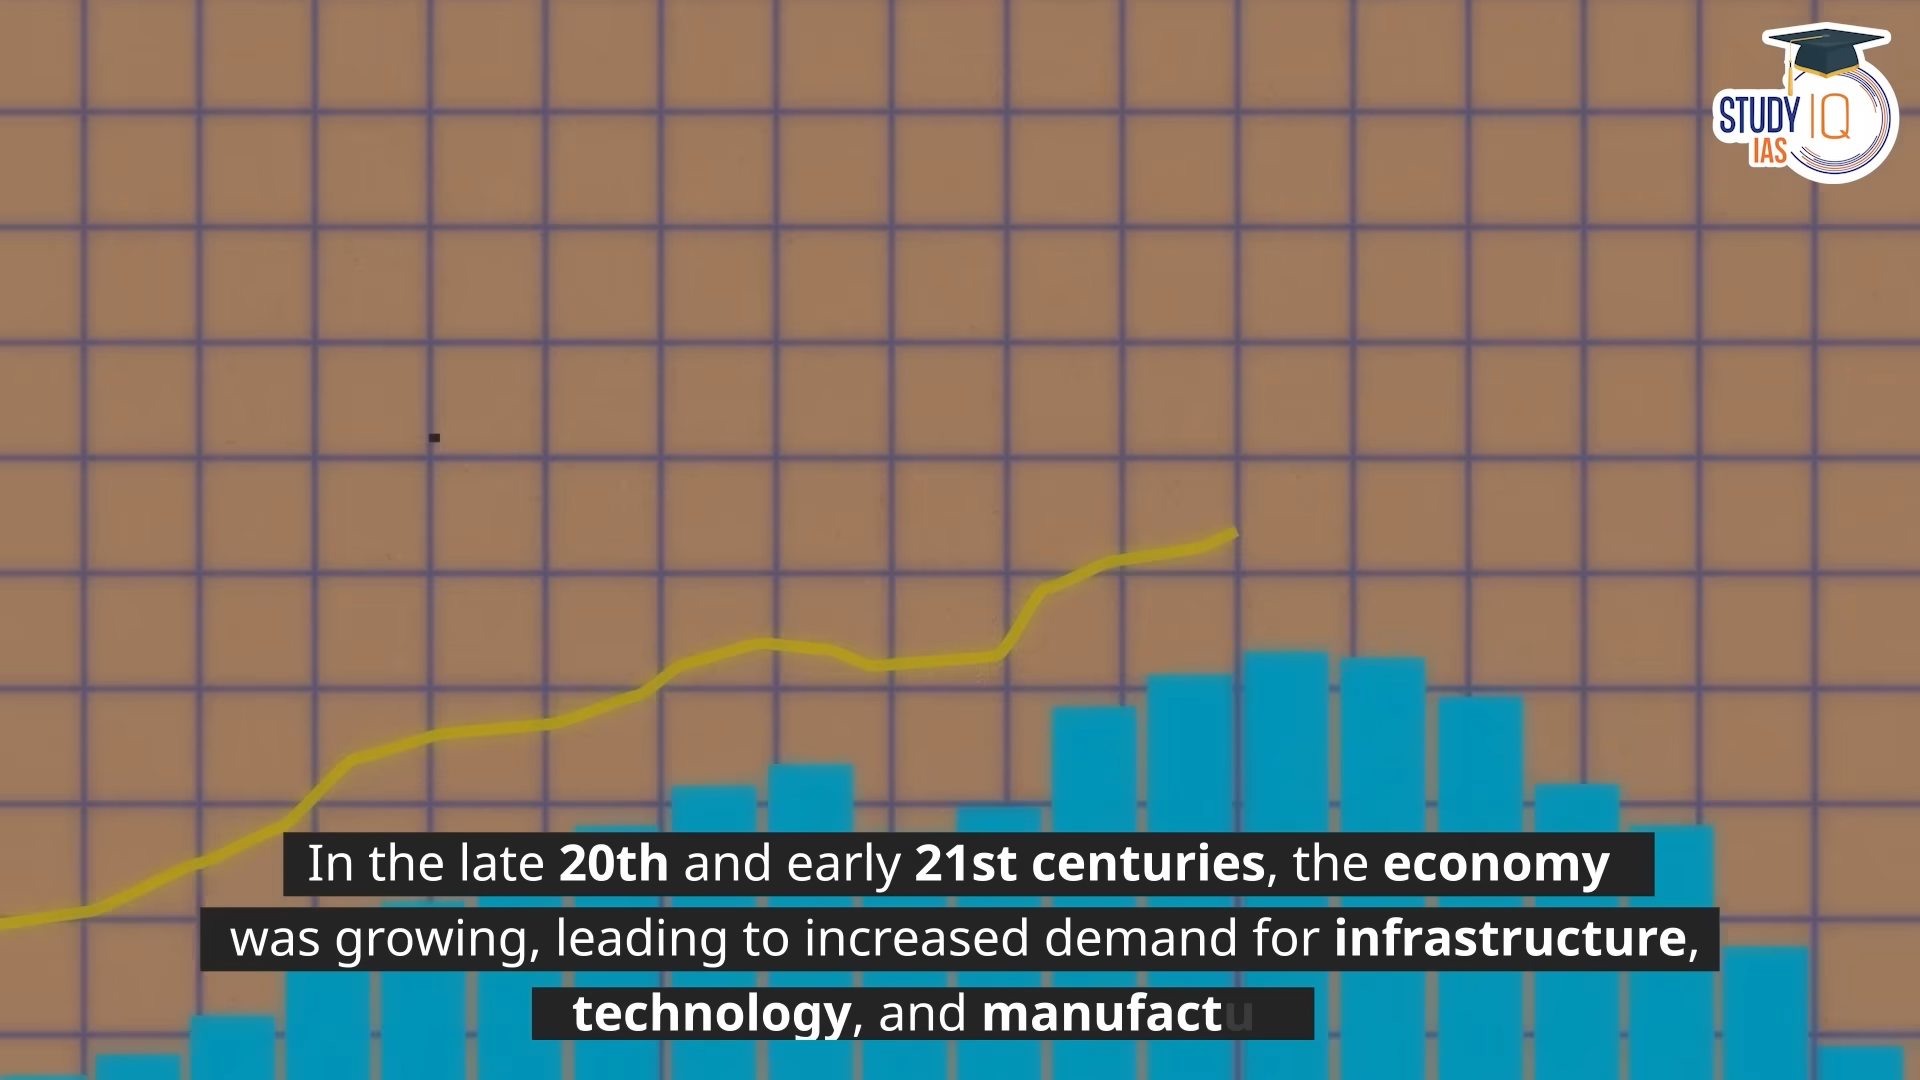 STUDY IQ
IAS
In the late 20th and early 21st centuries, the economy
was growing, leading to increased demand for infrastructure,
technology, and manufactu